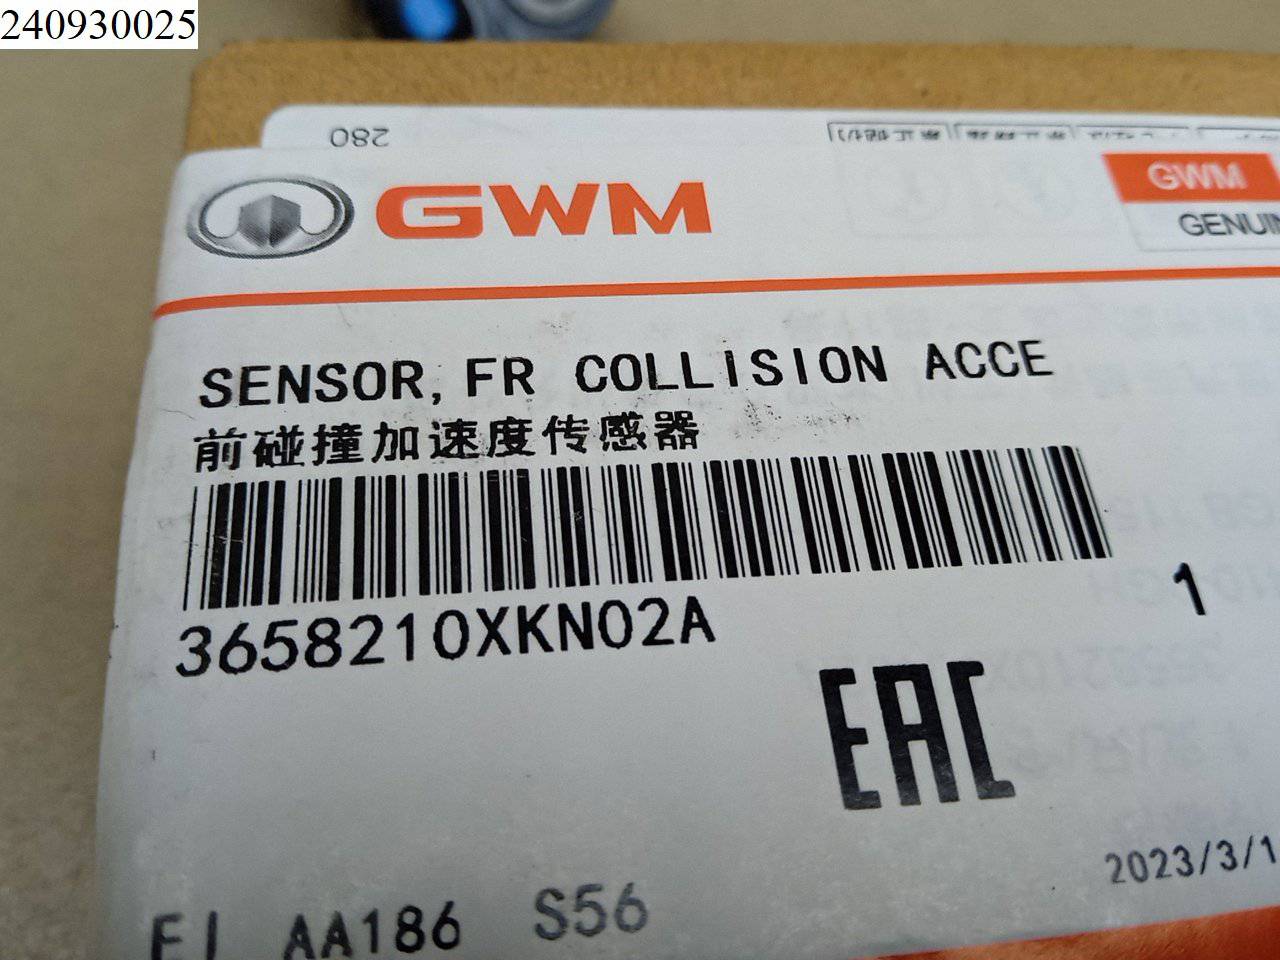 240930025
280
GWM
GWM
GENUI
SENSOR, FR COLLISION ACCE
前碰撞加速度传感器
3658210XKN02A
1
EAC
2023/3/1
AA186 S56